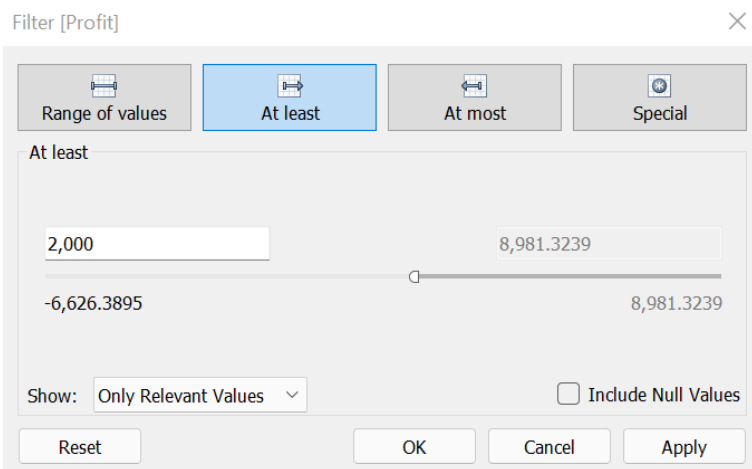 Filter [Profit]
Range of values
At least
At most
Special
At least
2,000
8,981.3239
-6,626.3895
8,981.3239
Show:
Only Relevant Values
Include Null Values
Reset
OK
Cancel
Apply